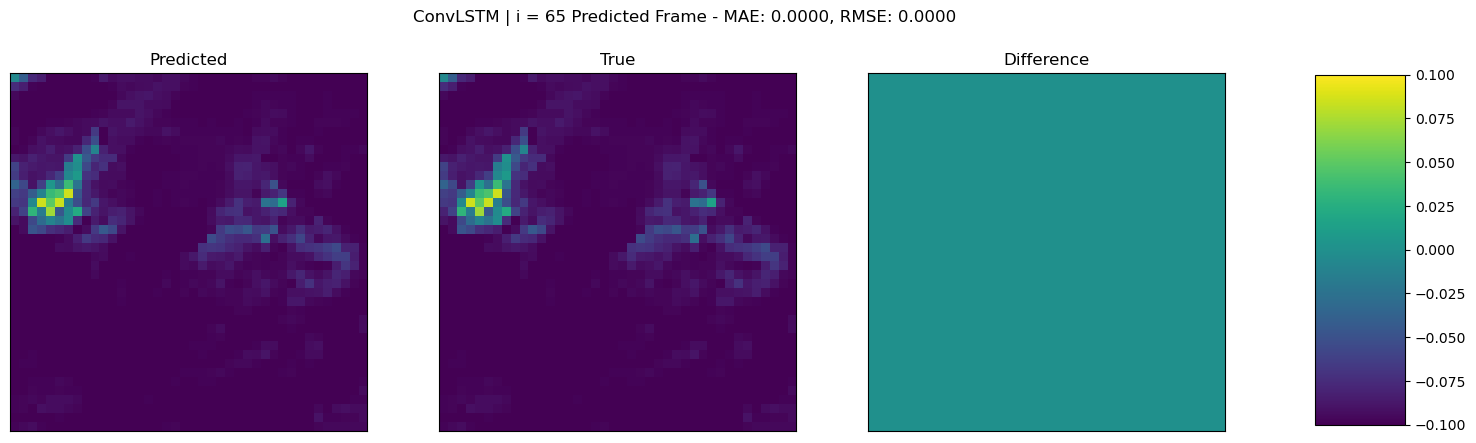 ConvLSTM | i = 65 Predicted Frame - MAE: 0.0000, RMSE: 0.0000
Predicted
True
Difference
0.100
0.075
0.050
0.025
0.000
−0.025
−0.050
−0.075
−0.100